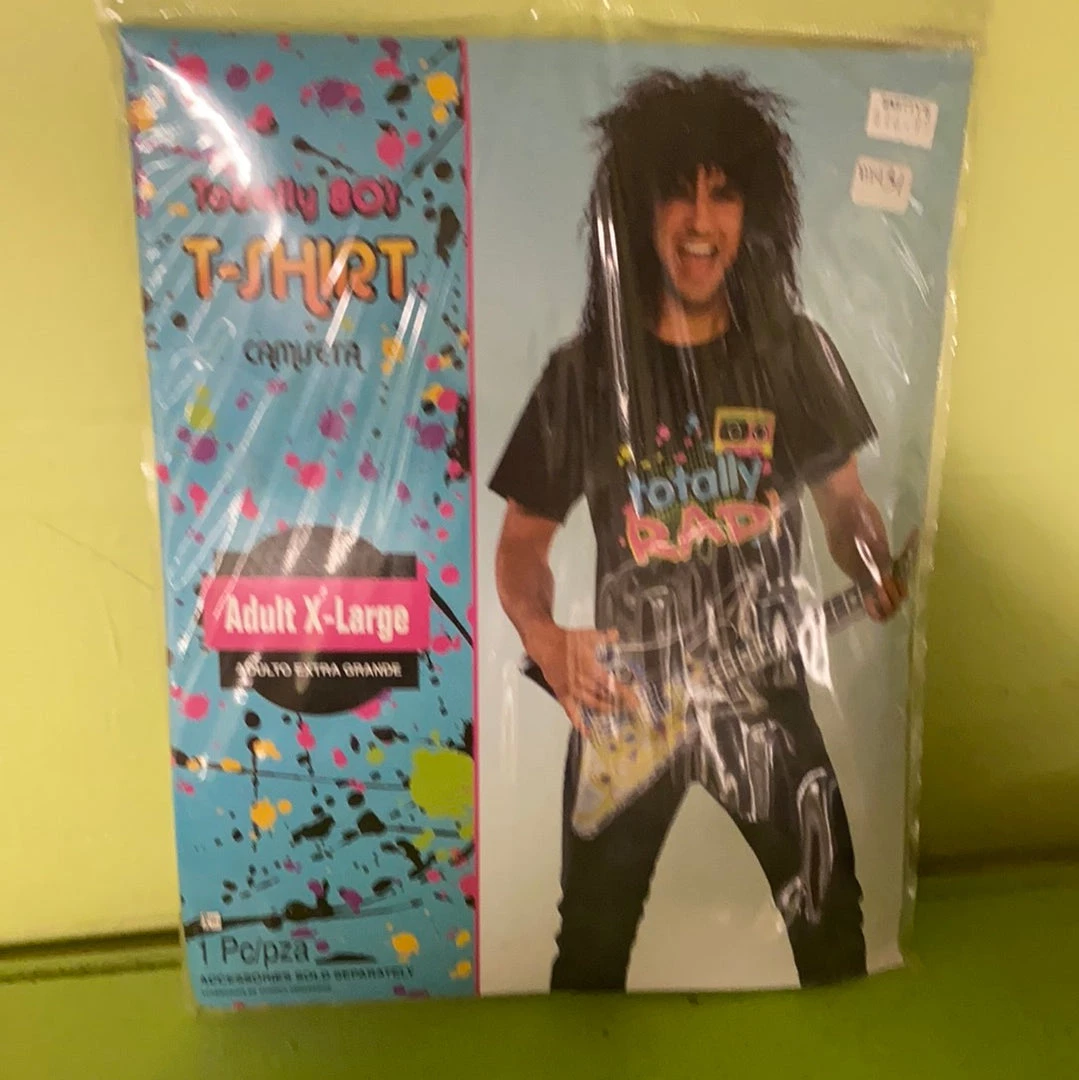 Totally 80's
T-SHIRT
CAMISETA
Adult X-Large
ADULTO EXTRA GRANDE
1 Pc/pza
ACCESSORIES SOLD SEPARATELY
totally
RAD!